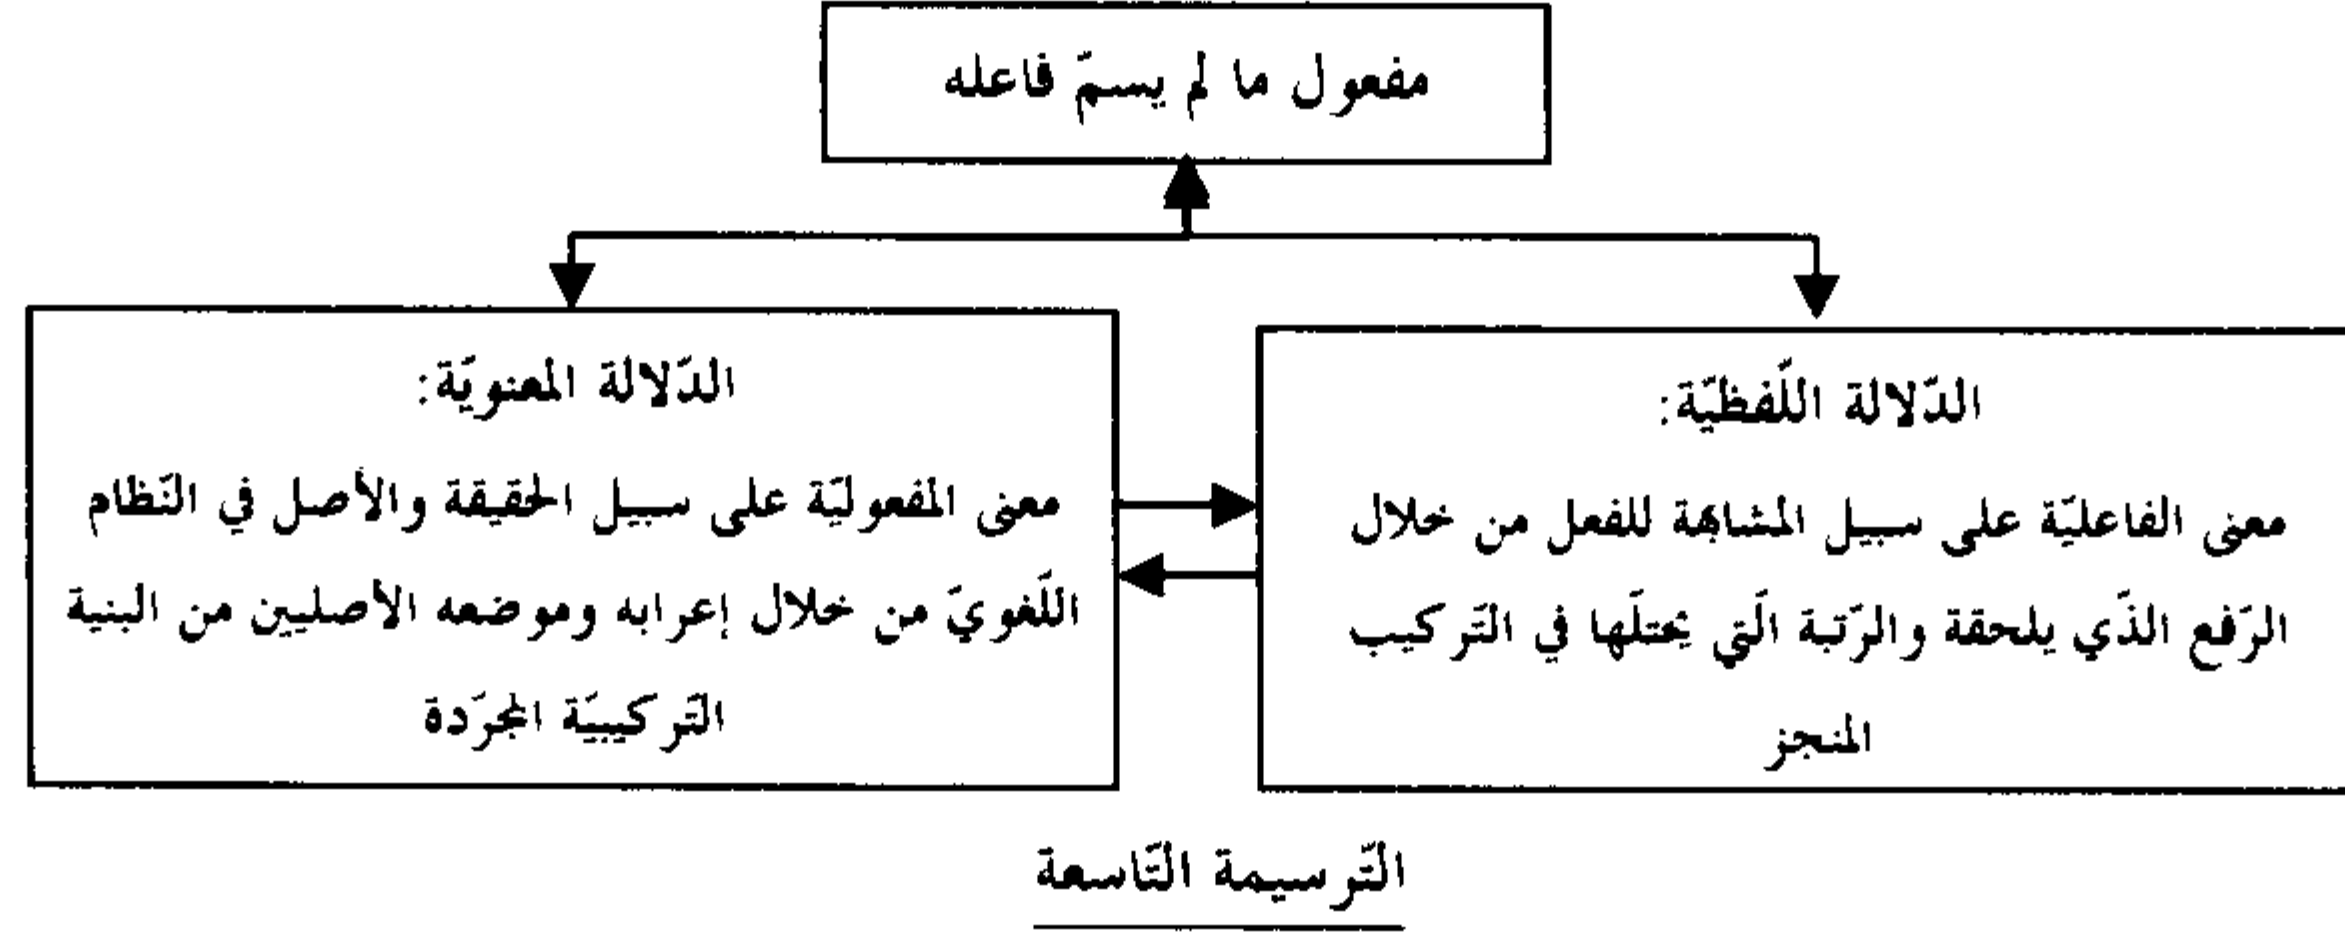 مفعول ما لم يسمّ فاعله
الدّلالة اللّفظيّة:
معنى الفاعليّة على سبيل المشابهة للفعل من خلال
الرّفع الذّي يلحقة والرّتبة الّتي يحتلّها في التّركيب
المنجز
الدّلالة المعنويّة:
معنى المفعوليّة على سبيل الحقيقة والأصل في النّظام
اللّغويّ من خلال إعرابه وموضعه الأصليين من البنية
التّركيبيّة المجرّدة
التّرسيمة التّاسعة